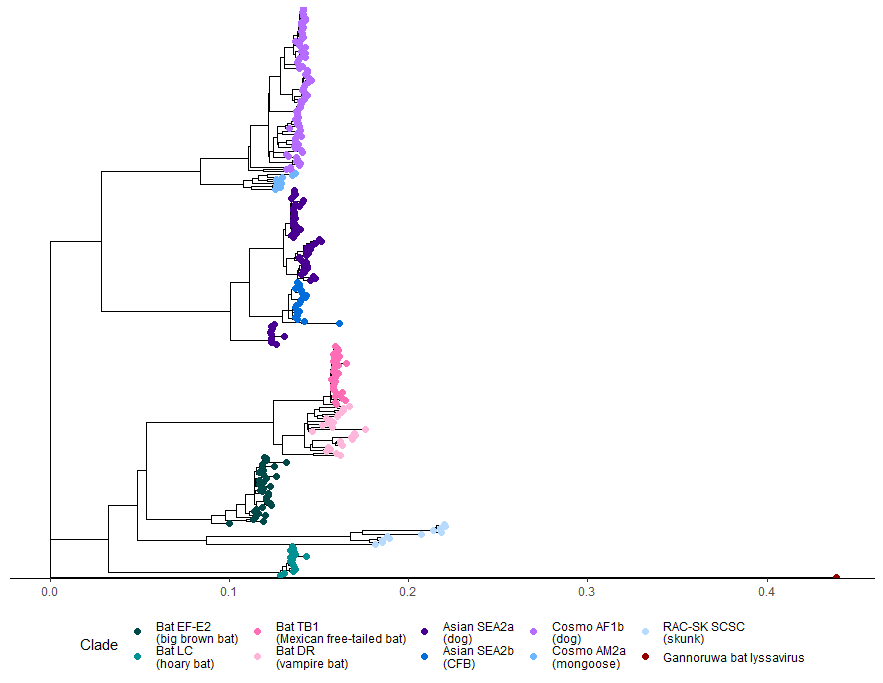 0.0 0.1 0.2 0.3 0.4
Clade
Bat EF-E2
(big brown bat)
Bat LC
(hoary bat)
Bat TB1
(Mexican free-tailed bat)
Bat DR
(vampire bat)
Asian SEA2a
(dog)
Asian SEA2b
(CFB)
Cosmo AF1b
(dog)
Cosmo AM2a
(mongoose)
RAC-SK SCSC
(skunk)
Gannoruwa bat lyssavirus